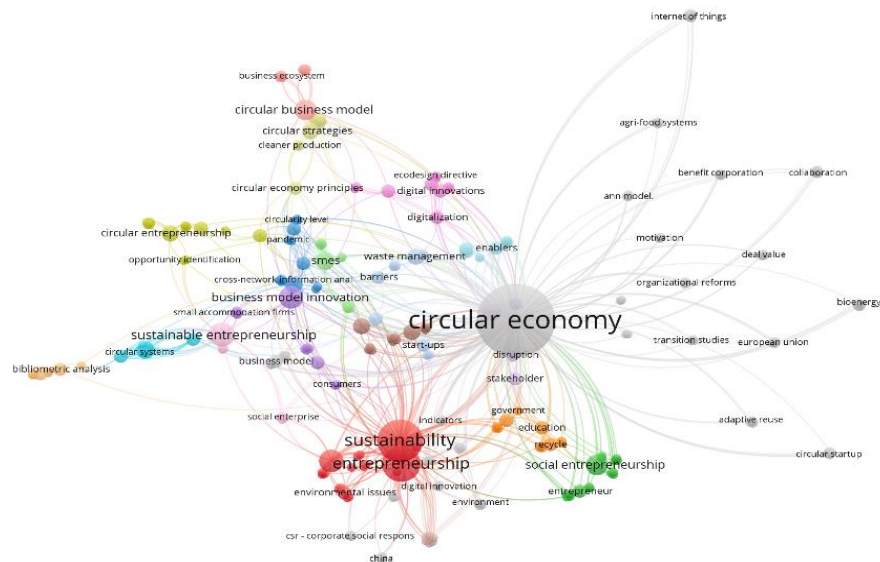 internet of things
business ecosystem
circular business model
agri-food systems
circular strategies
cleaner production
ecodesign directive
benefit corporation
collaboration
circular economy principles
digital innovations
ann model.
circularity level
digitalization
circular entrepreneurship
pandemic
motivation
enablers
waste management
deal value
opportunity identification
smes
cross-network information anal
barriers
organizational reforms
business model innovation
bioenergy
small accommodation firms
circular economy
sustainable entrepreneurship
start-ups
transition studies
european union
circular systems
disruption
business model
bibliometric analysis
stakeholder
consumers
government
social enterprise
indicators
adaptive reuse
education
sustainability
recycle
circular startup
entrepreneurship
social entrepreneurship
digital innovation
environmental issues
entrepreneur
environment
csr - corporate social respons
china